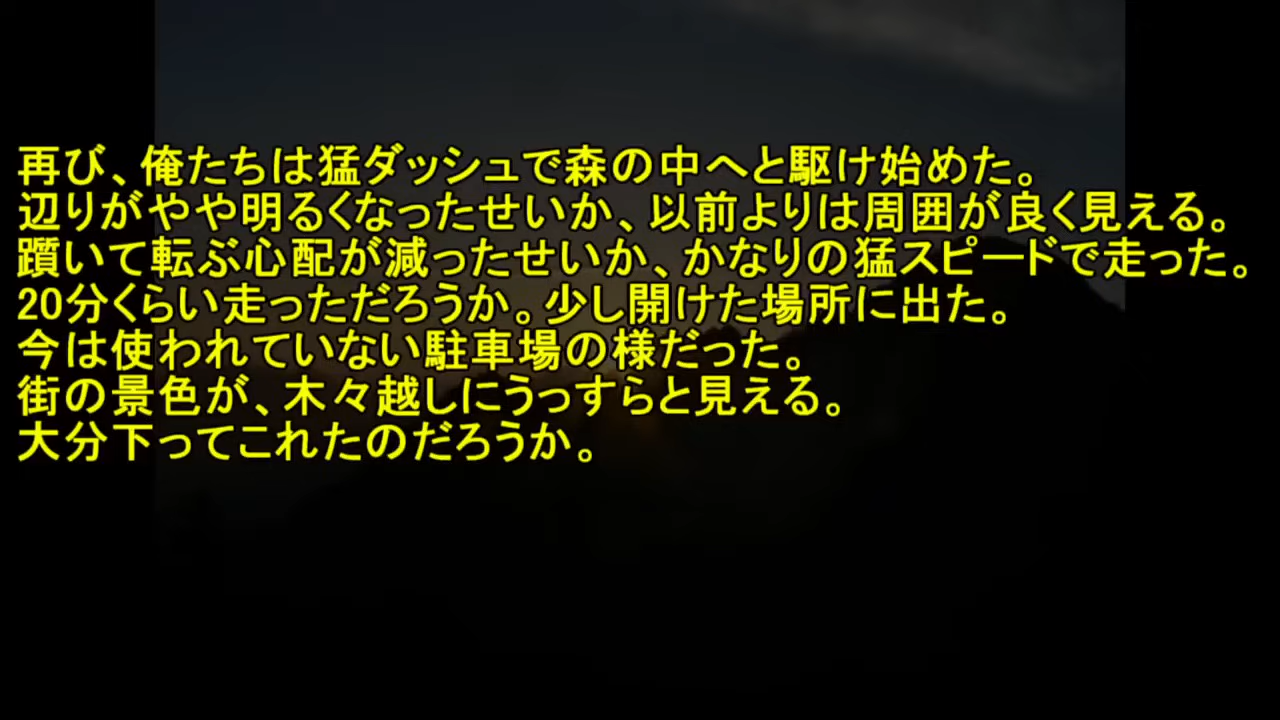 再び、俺たちは猛ダッシュで森の中へと駆け始めた。
辺りがやや明るくなったせいか、以前よりは周囲が良く見える。
躓いて転ぶ心配が減ったせいか、かなりの猛スピードで走った。
20分くらい走っただろうか。少し開けた場所に出た。
今は使われていない駐車場の様だった。
街の景色が、木々越しにうっすらと見える。
大分下ってこれたのだろうか。